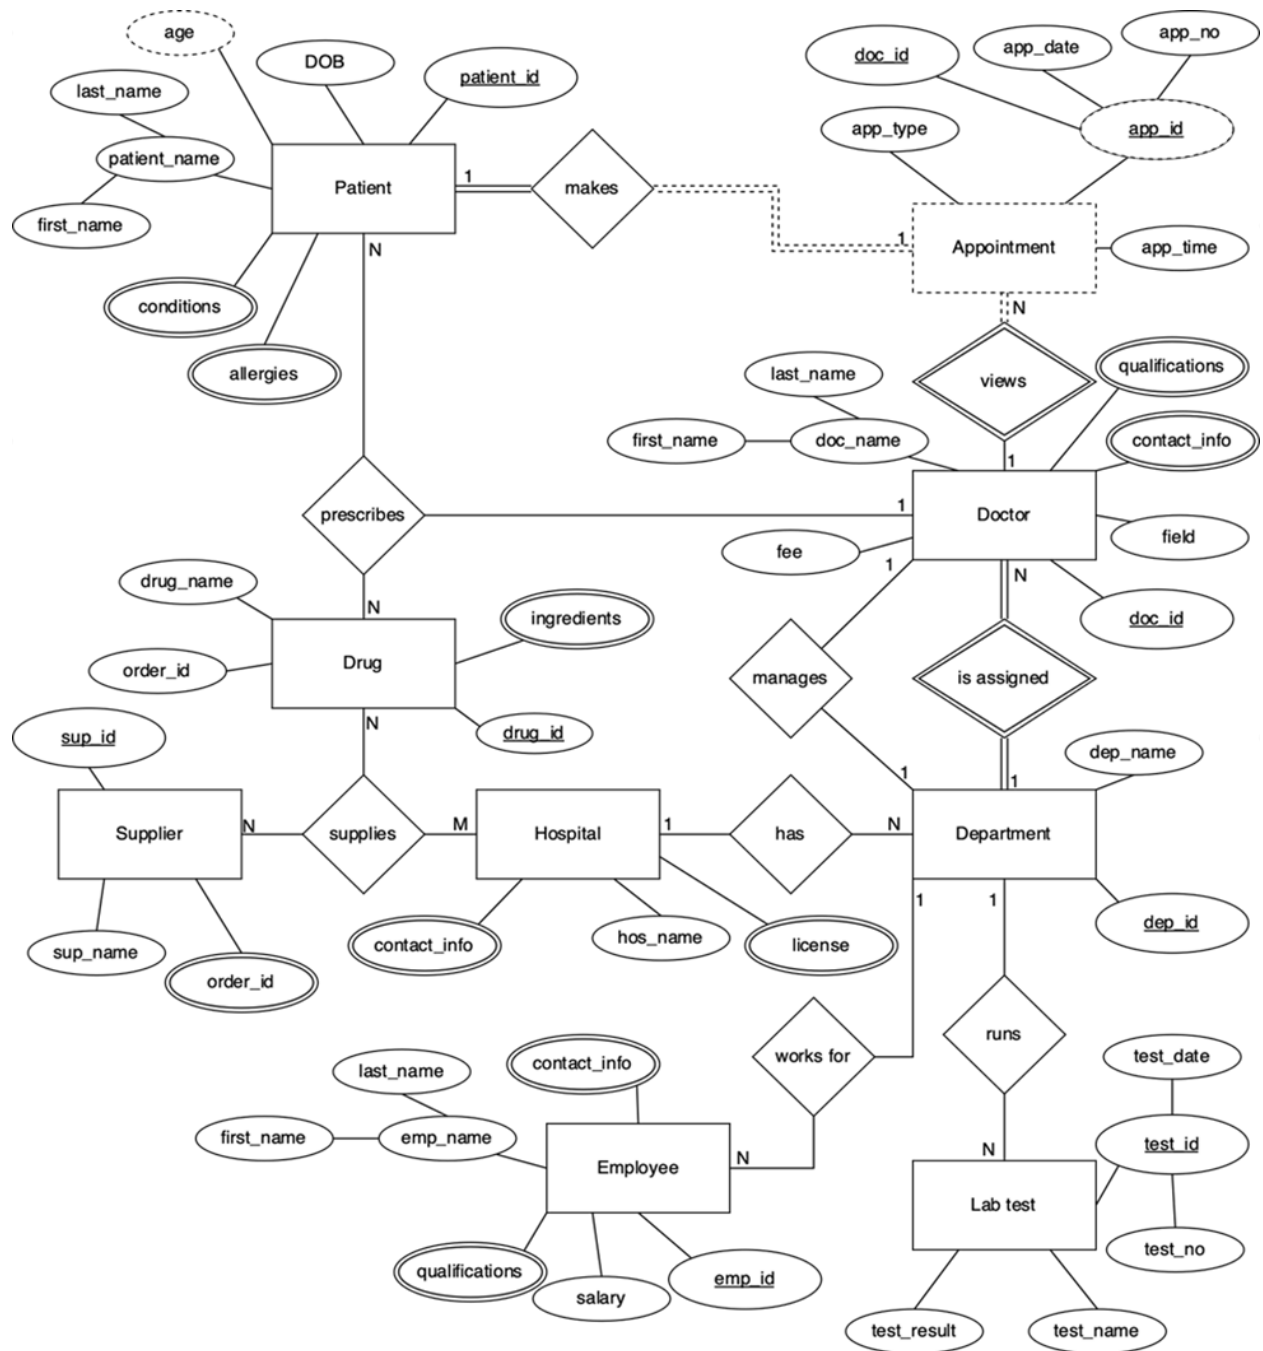 age
DOB
patient_id
doc_id
app_date
app_no
last_name
app_type
app_id
patient_name
Patient
1
makes
first_name
1
Appointment
app_time
N
conditions
N
allergies
last_name
views
qualifications
first_name
doc_name
contact_info
1
prescribes
1
Doctor
field
fee
1
N
drug_name
N
ingredients
doc_id
order_id
Drug
manages
is assigned
N
drug_id
sup_id
dep_name
1
1
Supplier
N
supplies
M
Hospital
1
has
N
Department
1
1
dep_id
sup_name
contact_info
hos_name
license
order_id
contact_info
works for
runs
test_date
last_name
first_name
emp_name
test_id
Employee
N
N
Lab test
qualifications
salary
emp_id
test_no
test_result
test_name